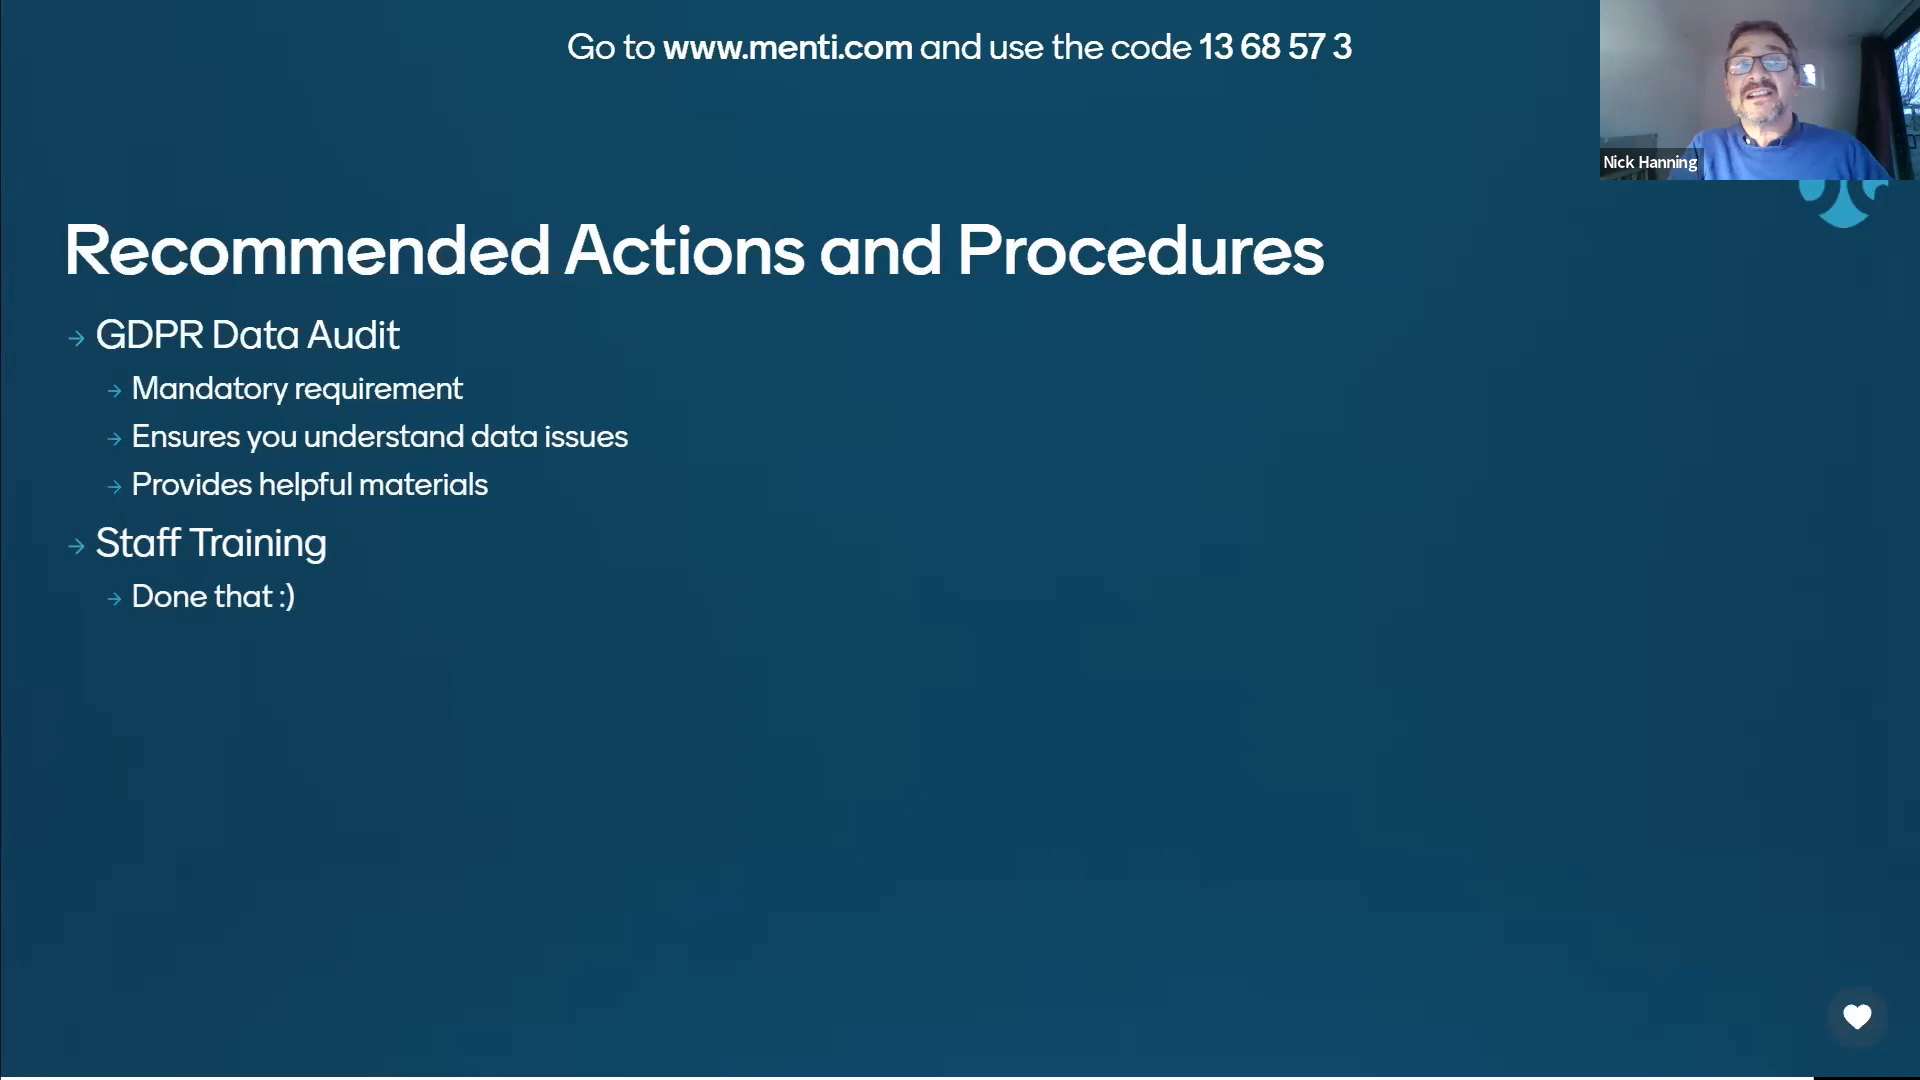 Go to www.menti.com and use the code 13 68 57 3
Nick Hanning
Recommended Actions and Procedures
GDPR Data Audit
Mandatory requirement
Ensures you understand data issues
Provides helpful materials
Staff Training
Done that :)